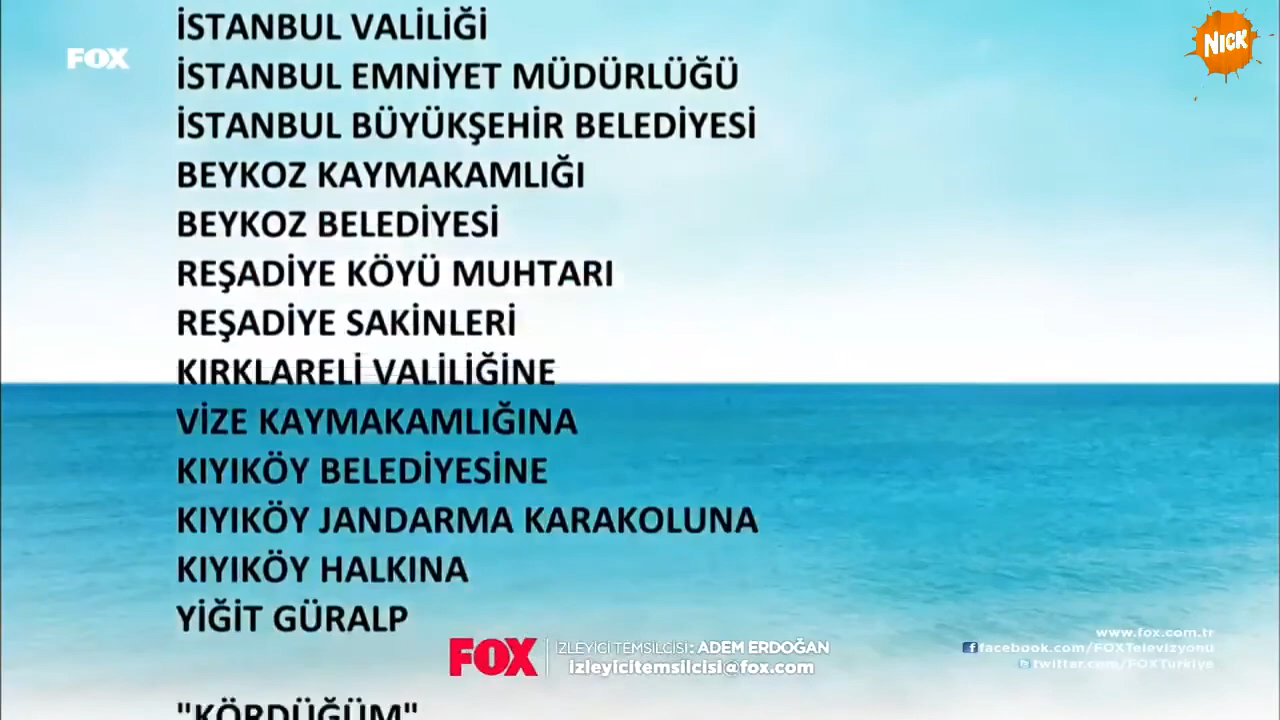 İSTANBUL VALİLİĞİ
FOX
NICK
İSTANBUL EMNİYET MÜDÜRLÜĞÜ
İSTANBUL BÜYÜKŞEHİR BELEDİYESİ
BEYKOZ KAYMAKAMLIĞI
BEYKOZ BELEDİYESİ
REŞADİYE KÖYÜ MUHTARI
REŞADİYE SAKİNLERİ
KIRKLARELİ VALİLİĞİNE
VİZE KAYMAKAMLIĞINA
KIYIKÖY BELEDİYESİNE
KIYIKÖY JANDARMA KARAKOLUNA
KIYIKÖY HALKINA
YİĞİT GÜRALP
FOX
İZLEYİCİ TEMSİLCİSİ: ADEM ERDOĞAN
izleyicitemsilcisi@fox.com
www.fox.com.tr
facebook.com/FOXTelevizyonu
twitter.com/FOXTurkiye
"KÖRDÜĞÜM"